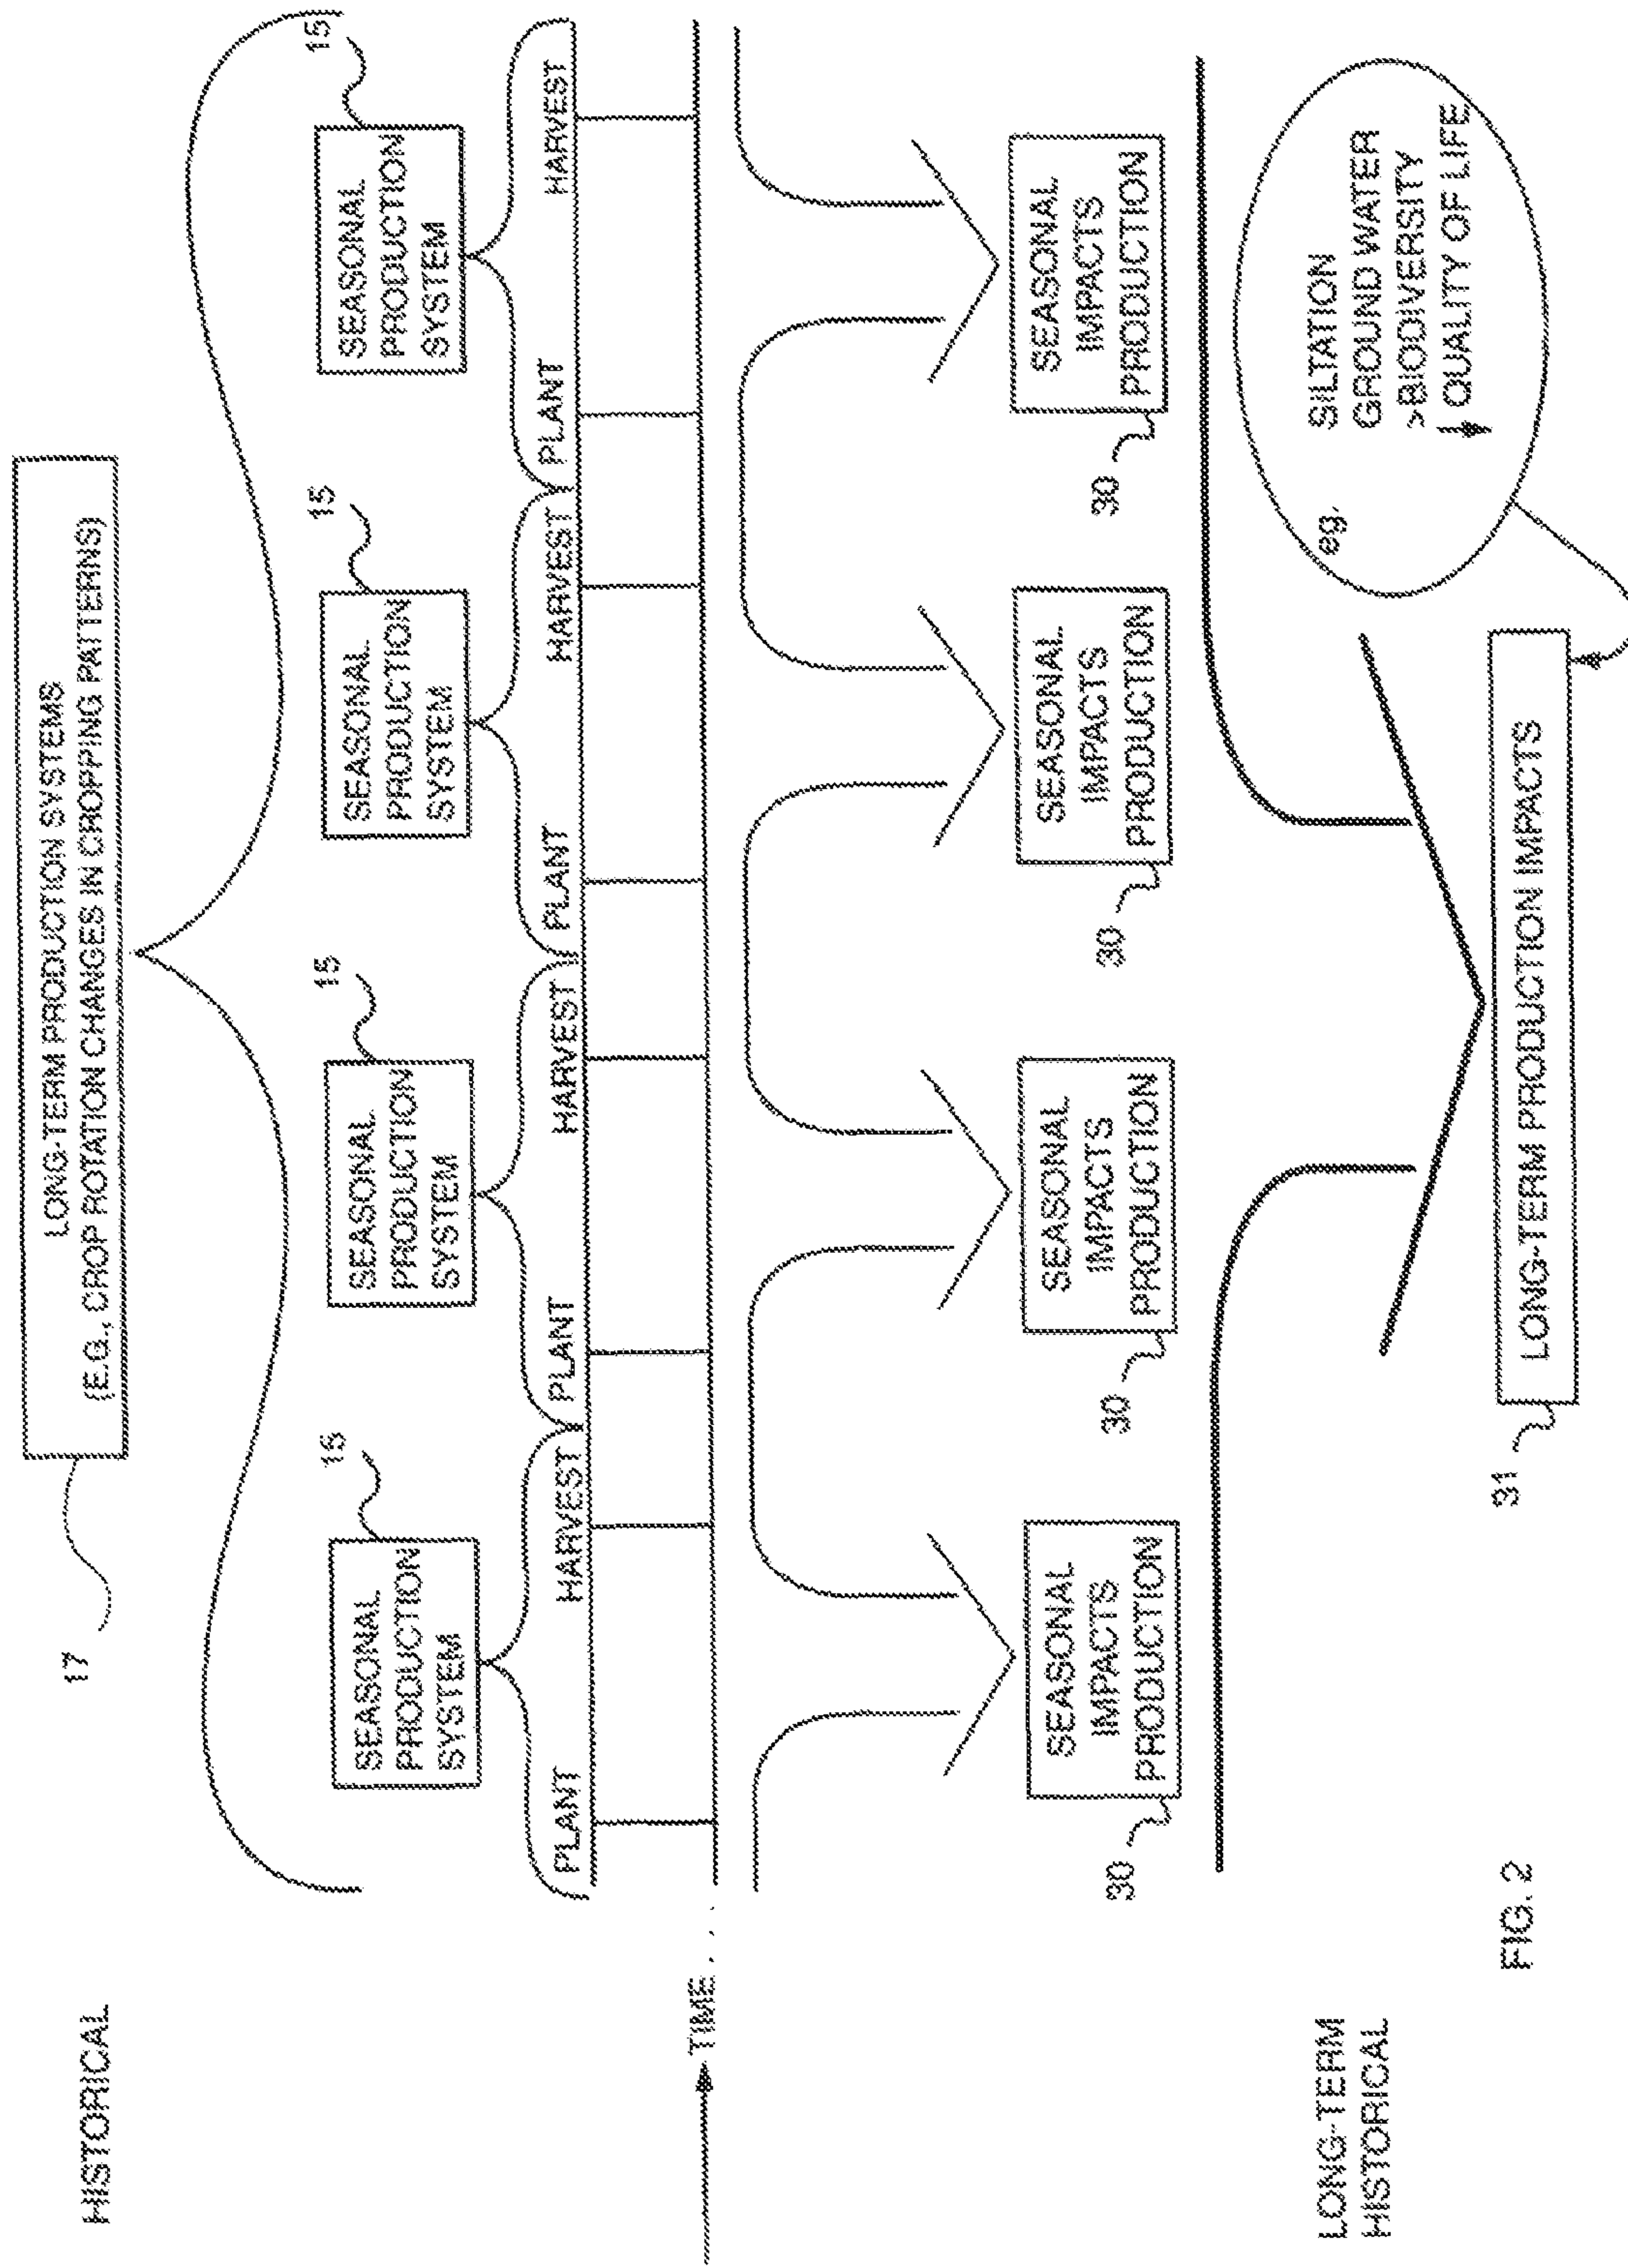 HISTORICAL
17
LONG-TERM PRODUCTION SYSTEMS
(E.G., CROP ROTATION CHANGES IN CROPPING PATTERNS)
15
15
15
15
SEASONAL
PRODUCTION
SYSTEM
SEASONAL
PRODUCTION
SYSTEM
SEASONAL
PRODUCTION
SYSTEM
SEASONAL
PRODUCTION
SYSTEM
PLANT HARVEST PLANT HARVEST PLANT HARVEST PLANT HARVEST
TIME . . .
SEASONAL
IMPACTS
PRODUCTION
SEASONAL
IMPACTS
PRODUCTION
SEASONAL
IMPACTS
PRODUCTION
SEASONAL
IMPACTS
PRODUCTION
30
30
30
30
LONG-TERM
HISTORICAL
eg.
SILTATION
GROUND WATER
>BIODIVERSITY
QUALITY OF LIFE
31
LONG-TERM PRODUCTION IMPACTS
FIG. 2